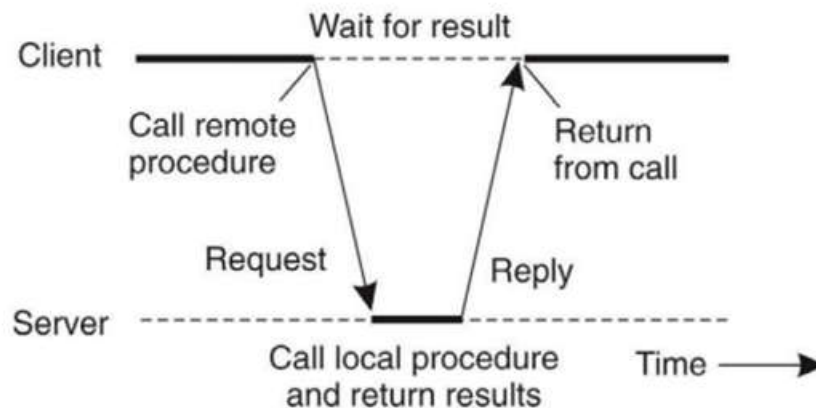 Wait for result
Client
Call remote
procedure
Return
from call
Request
Reply
Server
Call local procedure
and return results
Time